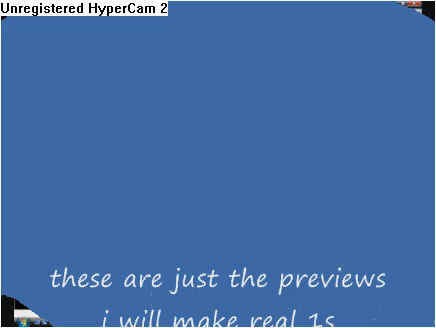 Unregistered HyperCam 2
these are just the previews
i will make real 1s